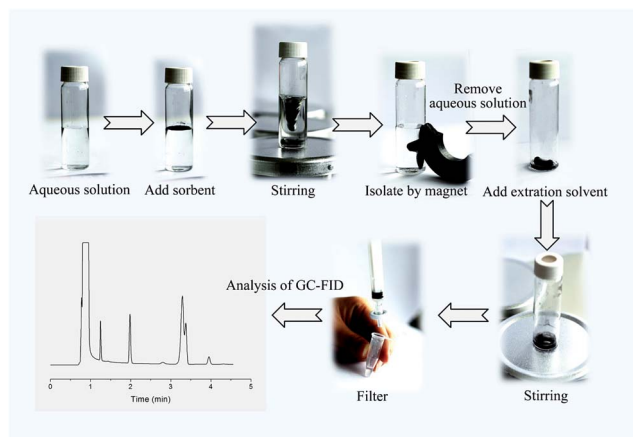 Remove
aqueous solution
Aqueous solution
Add sorbent
Stirring
Isolate by magnet
Add extration solvent
Analysis of GC-FID
Filter
Stirring
0 1 2 3 4 5
Time (min)